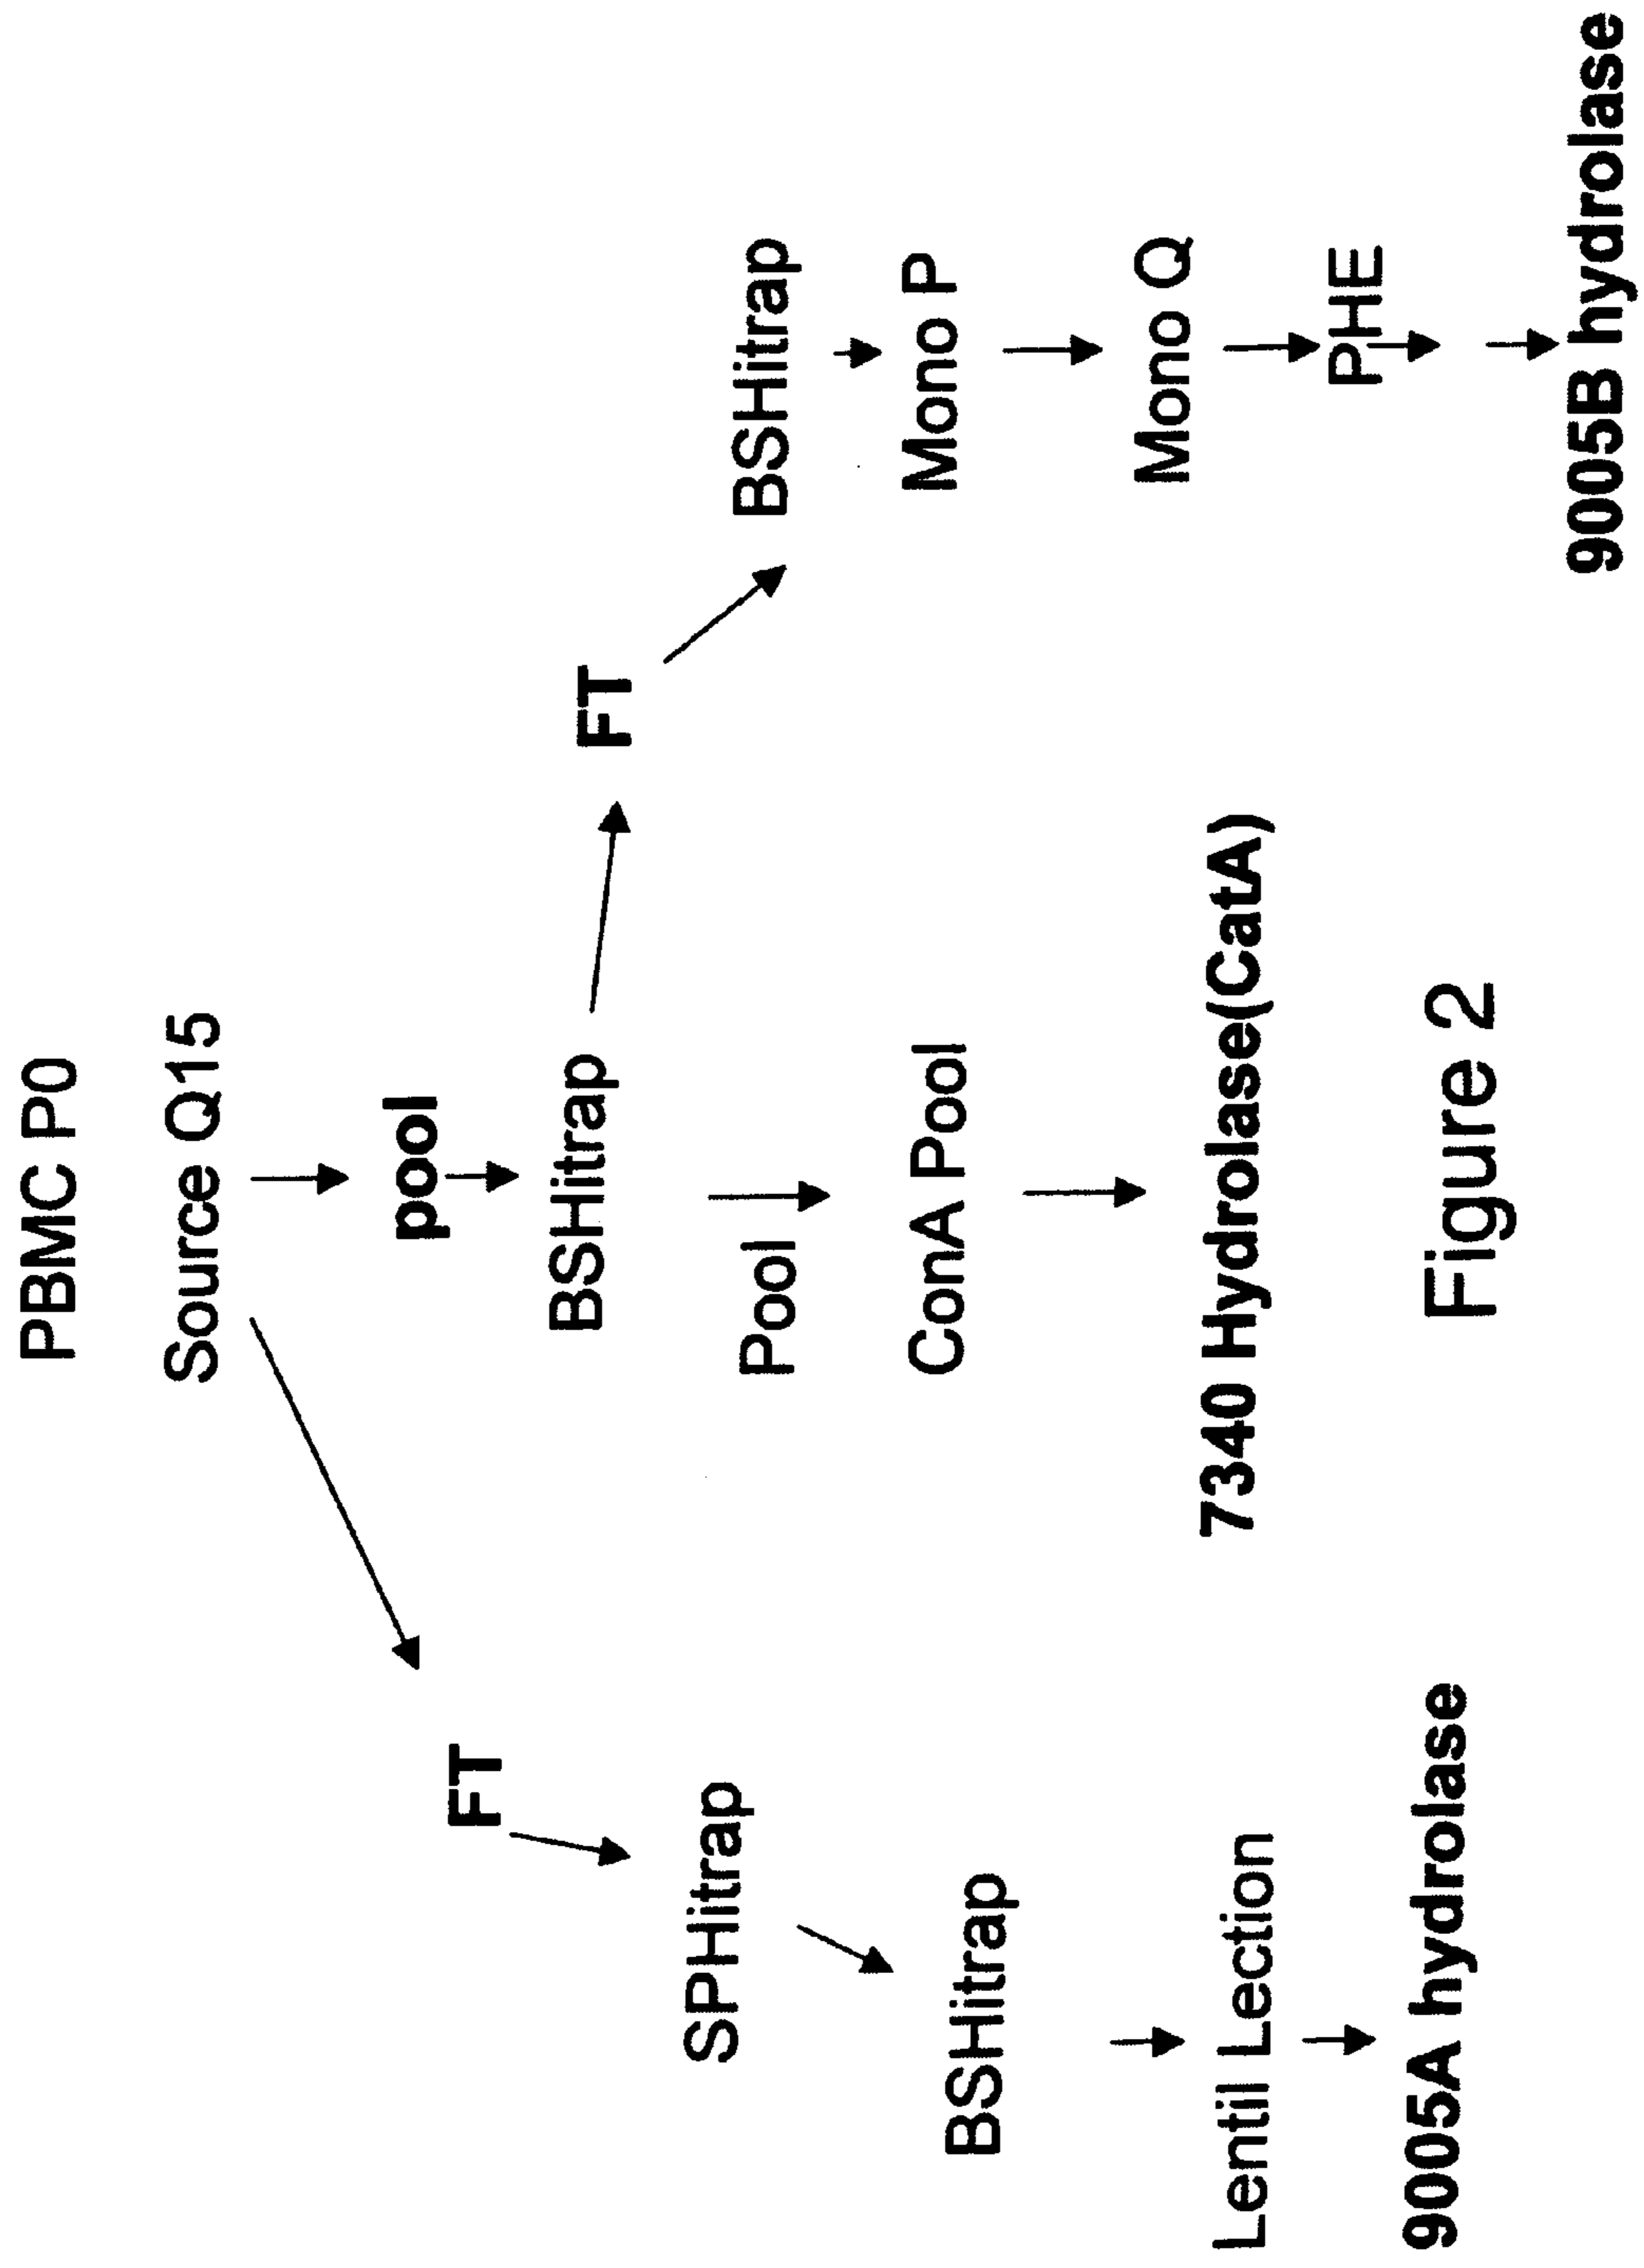 PBMC P0
Source Q15
pool
FT
BSHitrap
FT
SPHitrap
Pool
BSHitrap
BSHitrap
ConA Pool
Mono P
Lentil Lection
7340 Hydrolase(CatA)
Mono Q
PHE
9005A hydrolase
9005B hydrolase
Figure 2